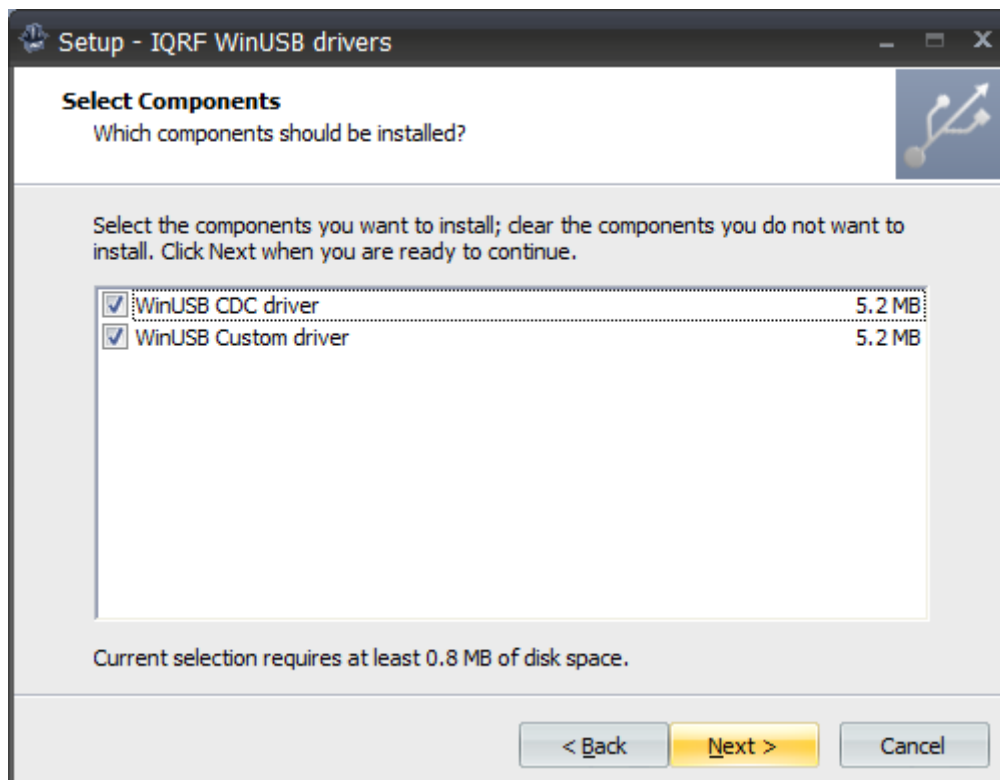 Setup - IQRF WinUSB drivers
Select Components
Which components should be installed?
Select the components you want to install; clear the components you do not want to
install. Click Next when you are ready to continue.
WinUSB CDC driver 5.2 MB
WinUSB Custom driver 5.2 MB
Current selection requires at least 0.8 MB of disk space.
< Back Next > Cancel